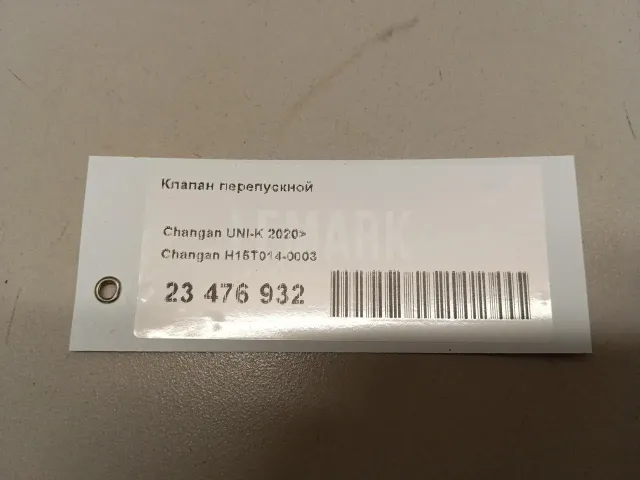 Клапан перепускной
Changan UNI-K 2020>
Changan H15T014-0003
23 476 932